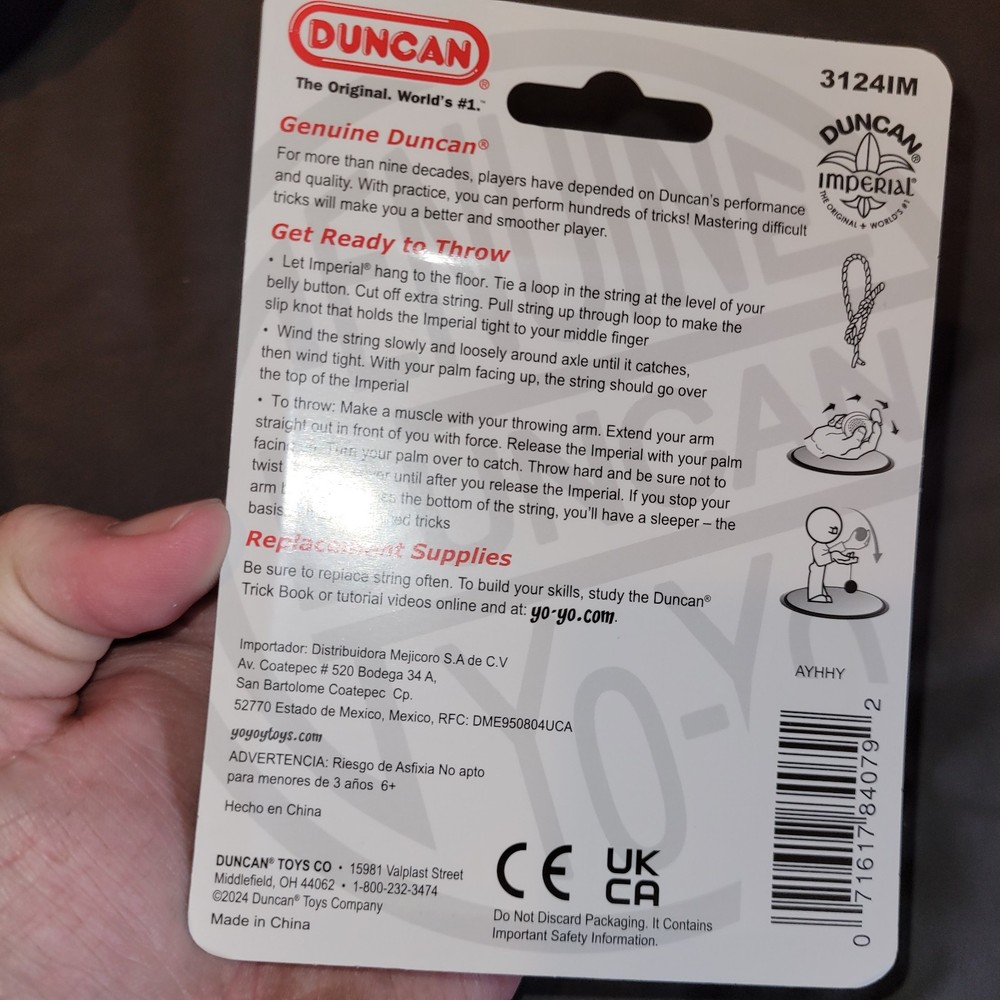 DUNCAN®
The Original. World's #1.™
3124IM
DUNCAN®
IMPERIAL®
THE ORIGINAL • WORLD'S #1
Genuine Duncan®
For more than nine decades, players have depended on Duncan's performance
and quality. With practice, you can perform hundreds of tricks! Mastering difficult
tricks will make you a better and smoother player.
Get Ready to Throw
• Let Imperial® hang to the floor. Tie a loop in the string at the level of your
belly button. Cut off extra string. Pull string up through loop to make the
slip knot that holds the Imperial tight to your middle finger
• Wind the string slowly and loosely around axle until it catches,
then wind tight. With your palm facing up, the string should go over
the top of the Imperial
• To throw: Make a muscle with your throwing arm. Extend your arm
straight out in front of you with force. Release the Imperial with your palm
Turn your palm over to catch. Throw hard and be sure not to
twist until after you release the Imperial. If you stop your
arm the bottom of the string, you'll have a sleeper – the
basis tricks
Replacement Supplies
Be sure to replace string often. To build your skills, study the Duncan®
Trick Book or tutorial videos online and at: yo-yo.com.
Importador: Distribuidora Mejicoro S.A de C.V
Av. Coatepec # 520 Bodega 34 A,
San Bartolome Coatepec Cp.
52770 Estado de Mexico, Mexico, RFC: DME950804UCA
yoyoytoys.com
ADVERTENCIA: Riesgo de Asfixia No apto
para menores de 3 años 6+
Hecho en China
DUNCAN® TOYS CO • 15981 Valplast Street
Middlefield, OH 44062 • 1-800-232-3474
©2024 Duncan® Toys Company
Made in China
CE
UK
CA
Do Not Discard Packaging. It Contains
Important Safety Information.
AYHHY
0 71617 84079 2
GENUINE
DUNCAN
YO-YO